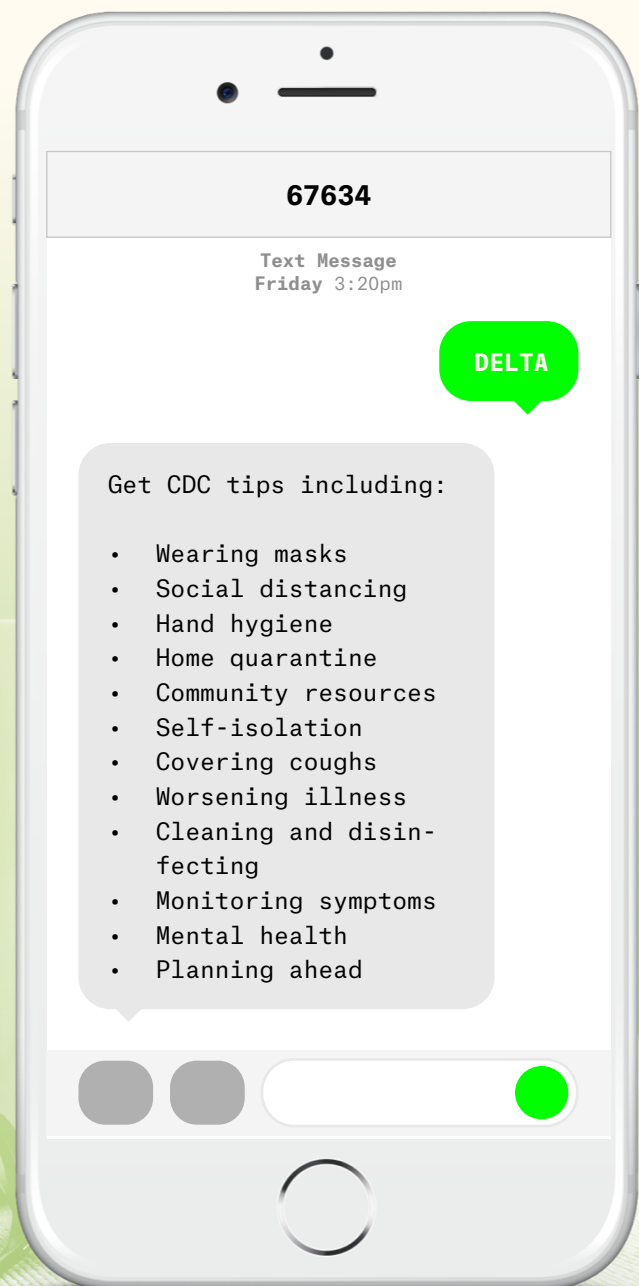 67634
Text Message
Friday 3:20pm
DELTA
Get CDC tips including:
• Wearing masks
• Social distancing
• Hand hygiene
• Home quarantine
• Community resources
• Self-isolation
• Covering coughs
• Worsening illness
• Cleaning and disin-
fecting
• Monitoring symptoms
• Mental health
• Planning ahead